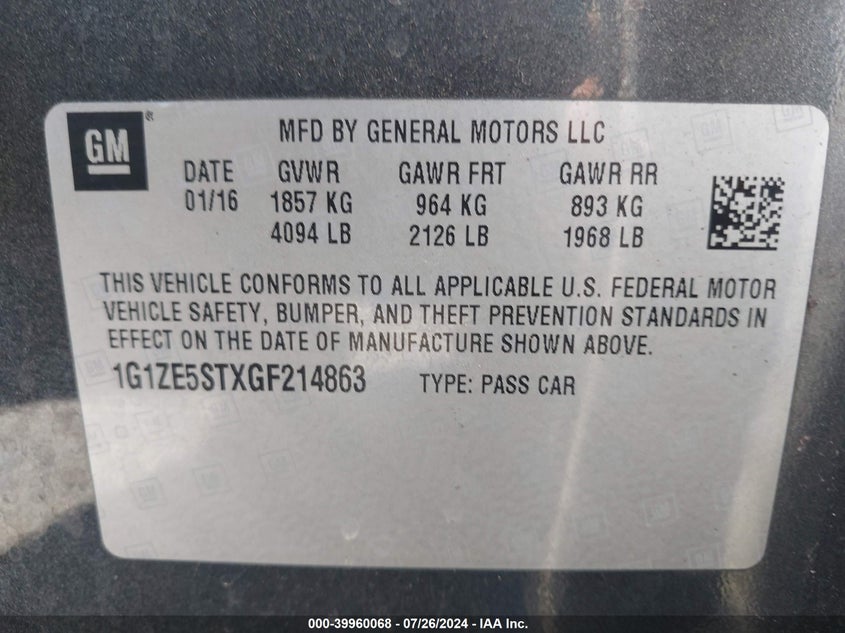 GM
MFD BY GENERAL MOTORS LLC
DATE GVWR GAWR FRT GAWR RR
01/16 1857 KG 964 KG 893 KG
4094 LB 2126 LB 1968 LB
THIS VEHICLE CONFORMS TO ALL APPLICABLE U.S. FEDERAL MOTOR
VEHICLE SAFETY, BUMPER, AND THEFT PREVENTION STANDARDS IN
EFFECT ON THE DATE OF MANUFACTURE SHOWN ABOVE.
1G1ZE5STXGF214863 TYPE: PASS CAR
000-39960068 - 07/26/2024 - IAA Inc.